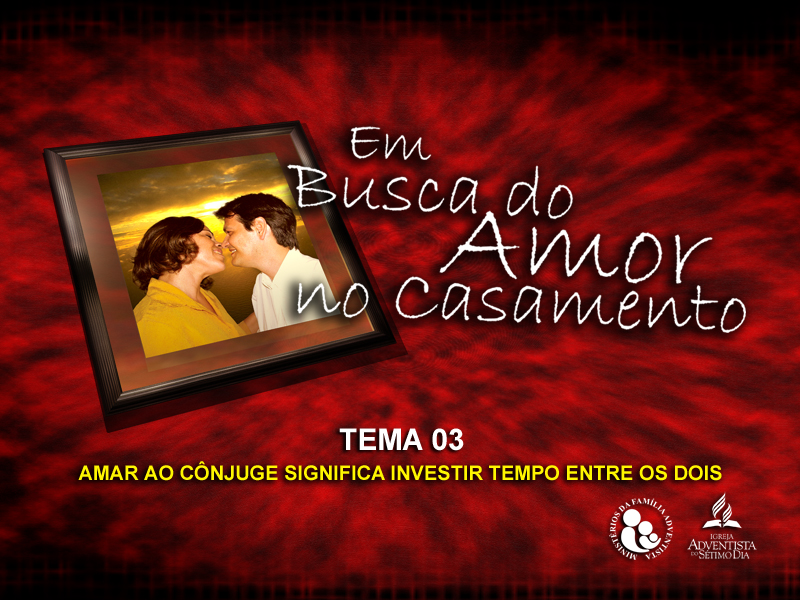 Em
Busca do
Amor
no Casamento
TEMA 03
AMAR AO CÔNJUGE SIGNIFICA INVESTIR TEMPO ENTRE OS DOIS
MINISTÉRIOS DA FAMÍLIA ADVENTISTA
IGREJA
ADVENTISTA
DO SÉTIMO DIA